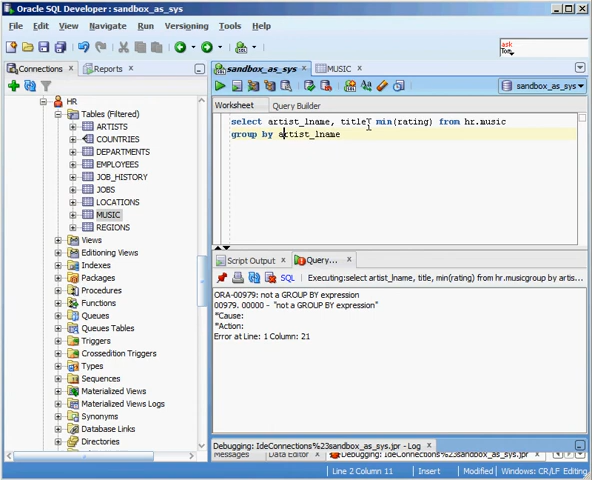 Oracle SQL Developer: sandbox_as_sys
File Edit View Navigate Run Versioning Tools Help
ask
Tom
Connections Reports sandbox_as_sys MUSIC
sandbox_as_sys
Worksheet Query Builder
HR
Tables (Filtered)
ARTISTS
COUNTRIES
DEPARTMENTS
EMPLOYEES
JOB_HISTORY
JOBS
LOCATIONS
MUSIC
REGIONS
Views
Editioning Views
Indexes
Packages
Procedures
Functions
Queues
Queues Tables
Triggers
Crossedition Triggers
Types
Sequences
Materialized Views
Materialized Views Logs
Synonyms
Database Links
Directories
select artist_lname, title, min(rating) from hr.music
group by artist_lname
Script Output Query...
SQL Executing:select artist_lname, title, min(rating) from hr.musicgroup by artis...
ORA-00979: not a GROUP BY expression
00979. 00000 - "not a GROUP BY expression"
*Cause:
*Action:
Error at Line: 1 Column: 21
Debugging: IdeConnections%23sandbox_as_sys.jpr - Log
Messages Data Editor Debugging: IdeConnections%23sandbox_as_sys.jpr
Line 2 Column 11 Insert Modified Windows: CR/LF Editing